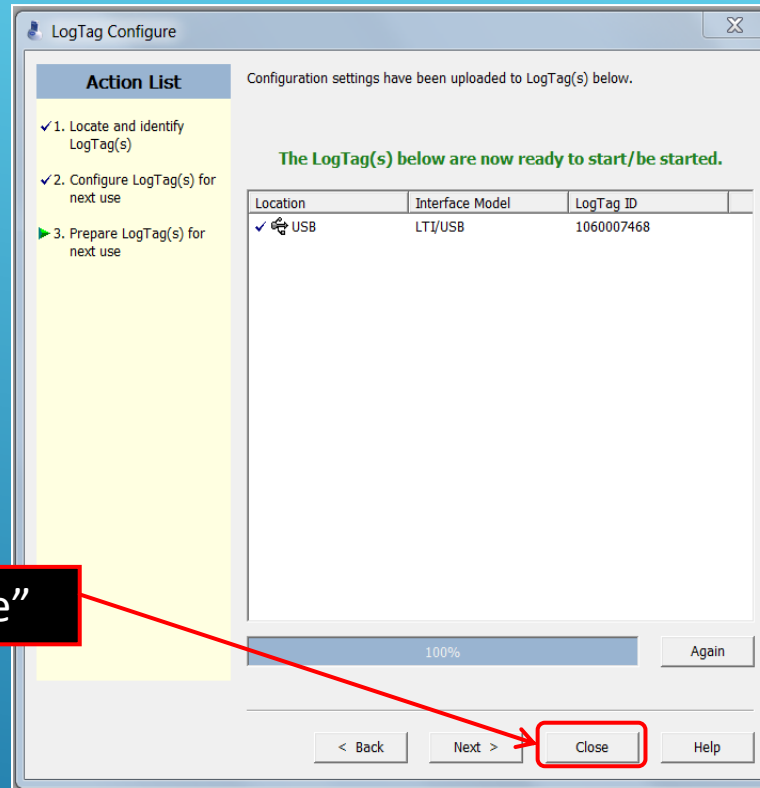 LogTag Configure
Action List
1. Locate and identify
LogTag(s)
2. Configure LogTag(s) for
next use
3. Prepare LogTag(s) for
next use
Configuration settings have been uploaded to LogTag(s) below.
The LogTag(s) below are now ready to start/be started.
Location Interface Model LogTag ID
USB LTI/USB 1060007468
100%
Again
e”
< Back Next > Close Help